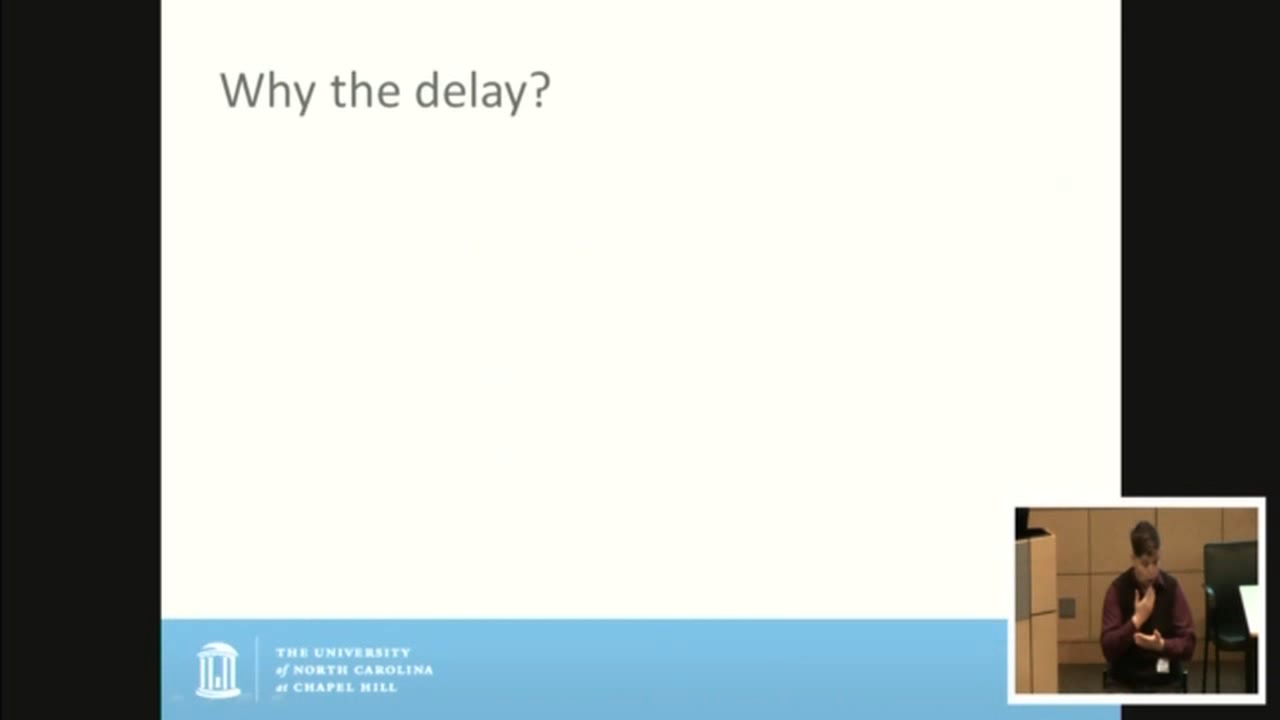 Why the delay?
THE UNIVERSITY
of NORTH CAROLINA
at CHAPEL HILL